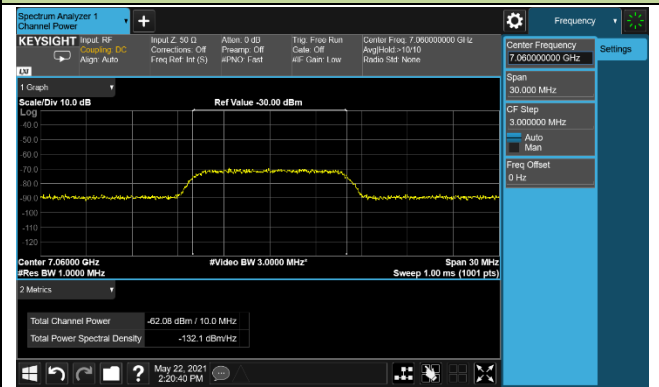 Spectrum Analyzer 1
Channel Power
Frequency
KEYSIGHT
Input: RF
Coupling: DC
Align: Auto
Input Z: 50 Ω
Corrections: Off
Freq Ref: Int (S)
Atten: 0 dB
Preamp: Off
#PNO: Fast
Trig: Free Run
Gate: Off
#IF Gain: Low
Center Freq: 7.060000000 GHz
Avg|Hold:>10/10
Radio Std: None
LXI
Center Frequency
7.060000000 GHz
Settings
Span
30.000 MHz
CF Step
3.000000 MHz
Auto
Man
Freq Offset
0 Hz
1 Graph
Scale/Div 10.0 dB
Ref Value -30.00 dBm
Log
-40.0
-50.0
-60.0
-70.0
-80.0
-90.0
-100
-110
-120
Center 7.06000 GHz
#Video BW 3.0000 MHz*
Span 30 MHz
#Res BW 1.0000 MHz
Sweep 1.00 ms (1001 pts)
2 Metrics
Total Channel Power
-62.08 dBm / 10.0 MHz
Total Power Spectral Density
-132.1 dBm/Hz
?
May 22, 2021
2:20:40 PM